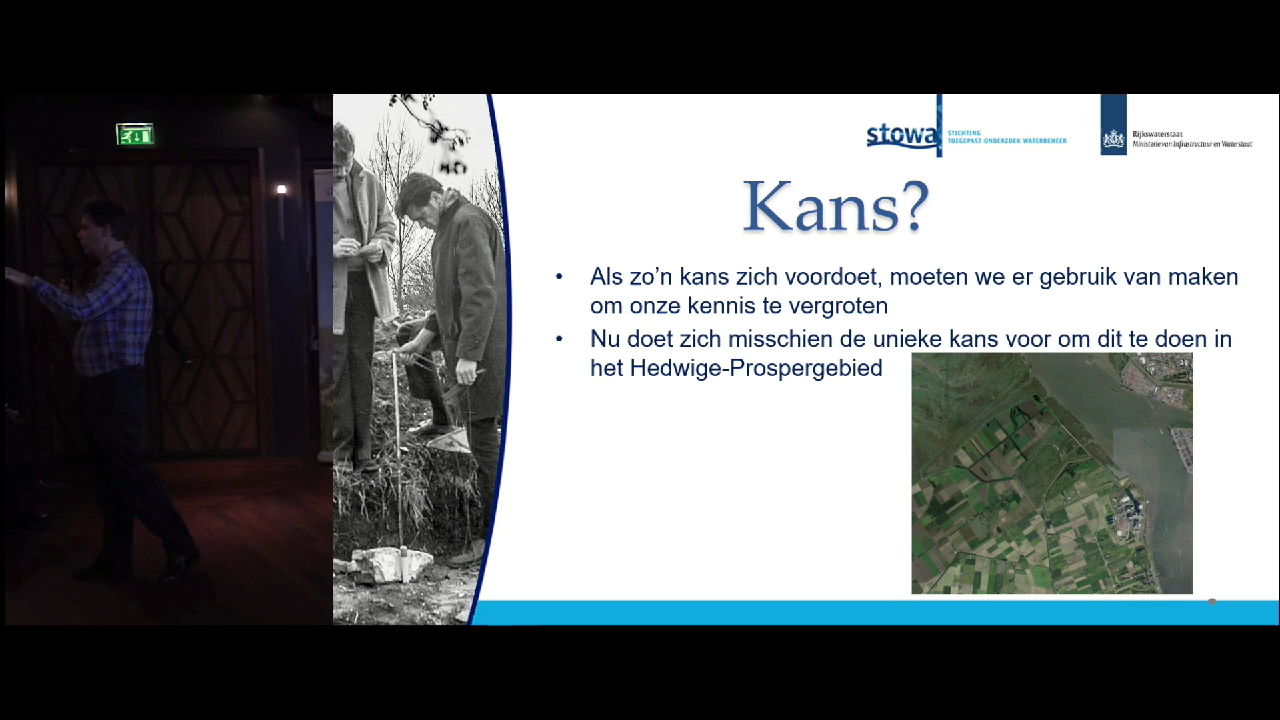 stowa
STICHTING
TOEGEPAST ONDERZOEK WATERBEHEER
Rijkswaterstaat
Ministerie van Infrastructuur en Waterstaat
Kans?
• Als zo'n kans zich voordoet, moeten we er gebruik van maken
om onze kennis te vergroten
• Nu doet zich misschien de unieke kans voor om dit te doen in
het Hedwige-Prospergebied